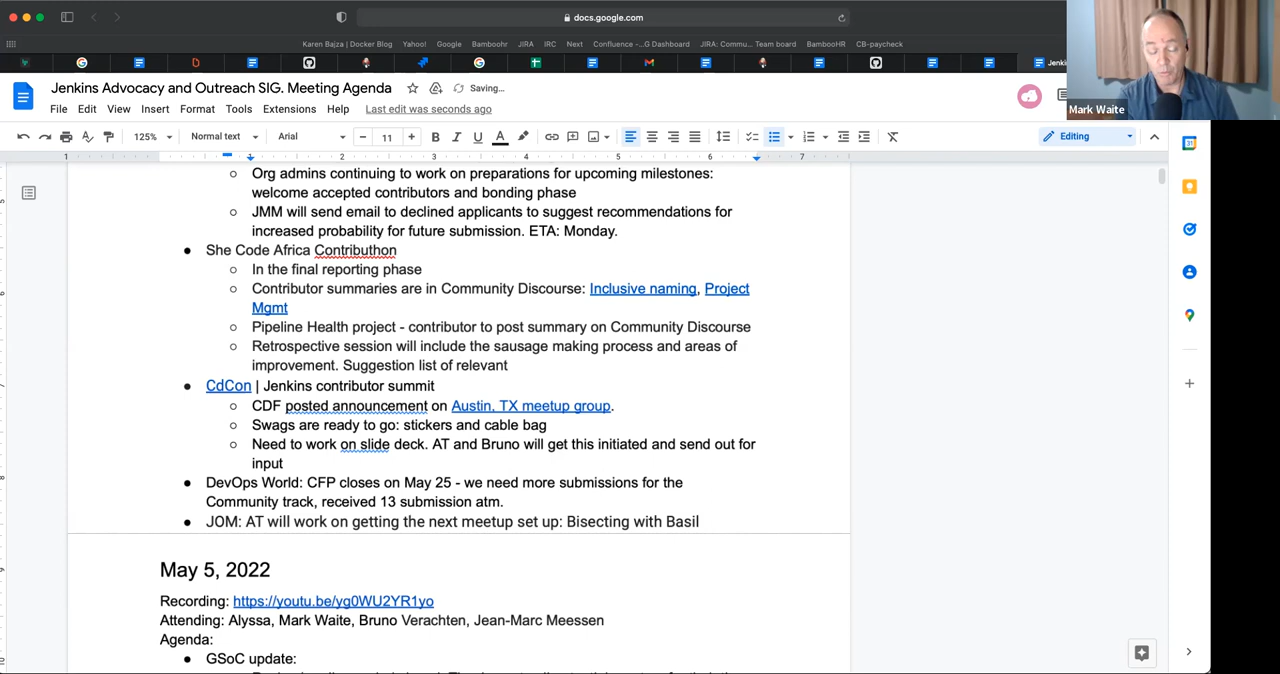 docs.google.com
Karen Bajza | Docker Blog Yahoo! Google Bamboohr JIRA IRC Next Confluence -...G Dashboard JIRA: Commu... Team board BambooHR CB-paycheck
Jenki
Jenkins Advocacy and Outreach SIG. Meeting Agenda Saving...
Mark Waite
File Edit View Insert Format Tools Extensions Help Last edit was seconds ago
125% Normal text Arial 11 Editing
1 1 2 3 4 5 6 7
Org admins continuing to work on preparations for upcoming milestones:
welcome accepted contributors and bonding phase
JMM will send email to declined applicants to suggest recommendations for
increased probability for future submission. ETA: Monday.
She Code Africa Contributhon
In the final reporting phase
Contributor summaries are in Community Discourse: Inclusive naming, Project
Mgmt
Pipeline Health project - contributor to post summary on Community Discourse
Retrospective session will include the sausage making process and areas of
improvement. Suggestion list of relevant
CdCon | Jenkins contributor summit
CDF posted announcement on Austin, TX meetup group.
Swags are ready to go: stickers and cable bag
Need to work on slide deck. AT and Bruno will get this initiated and send out for
input
DevOps World: CFP closes on May 25 - we need more submissions for the
Community track, received 13 submission atm.
JOM: AT will work on getting the next meetup set up: Bisecting with Basil
May 5, 2022
Recording: https://youtu.be/yg0WU2YR1yo
Attending: Alyssa, Mark Waite, Bruno Verachten, Jean-Marc Meessen
Agenda:
GSoC update: